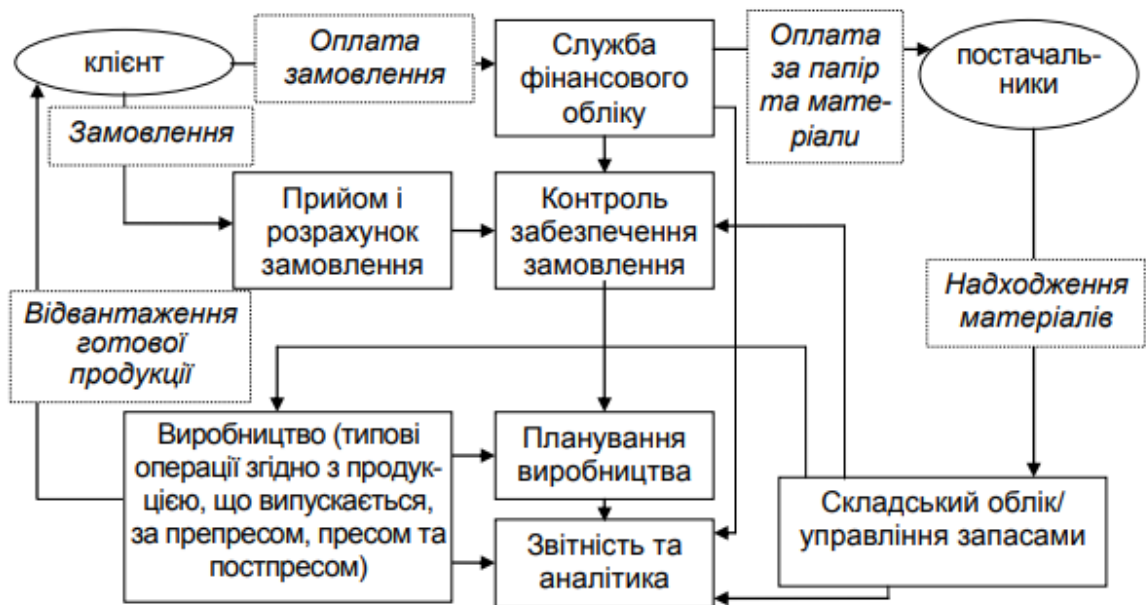 клієнт
Оплата
замовлення
Служба
фінансового
обліку
Оплата
за папір
та мате-
ріали
постачаль-
ники
Замовлення
Прийом і
розрахунок
замовлення
Контроль
забезпечення
замовлення
Надходження
матеріалів
Відвантаження
готової
продукції
Виробництво (типові
операції згідно з продук-
цією, що випускається,
за препресом, пресом та
постпресом)
Планування
виробництва
Звітність та
аналітика
Складський облік/
управління запасами